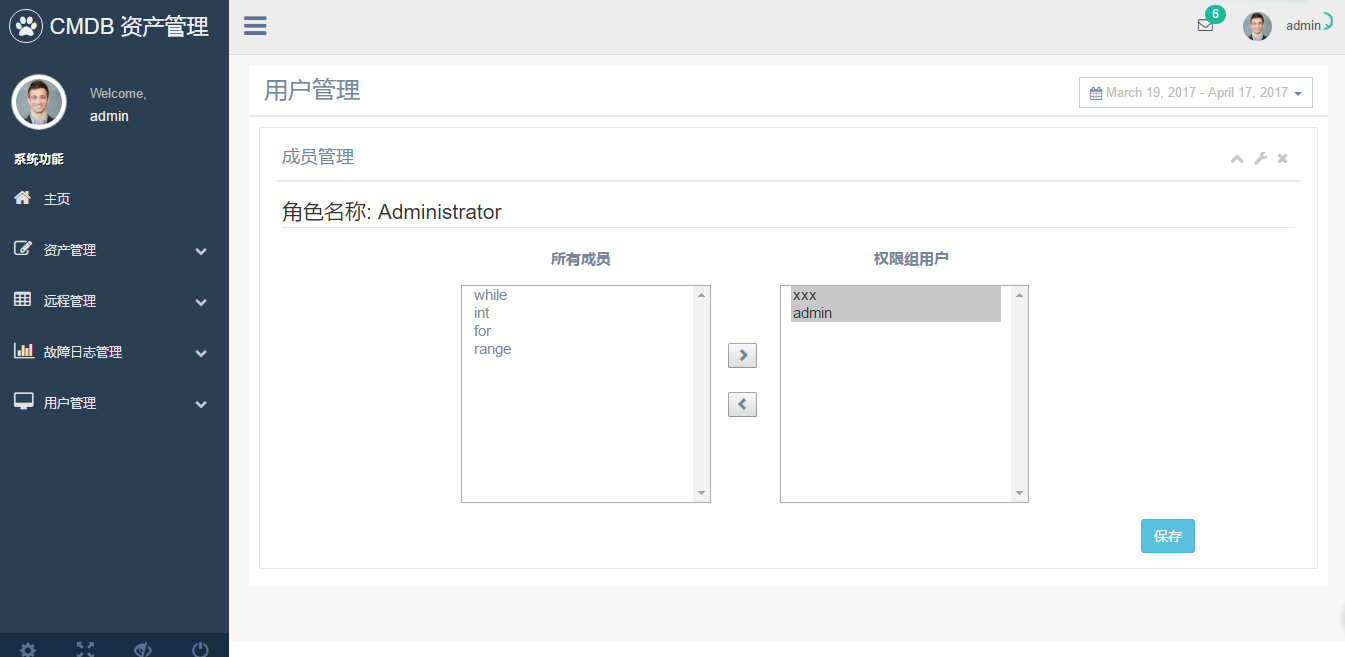 CMDB 资产管理
6
admin
Welcome,
admin
系统功能
主页
资产管理
远程管理
故障日志管理
用户管理
用户管理
March 19, 2017 - April 17, 2017
成员管理
角色名称: Administrator
所有成员
while
int
for
range
权限组用户
xxx
admin
保存